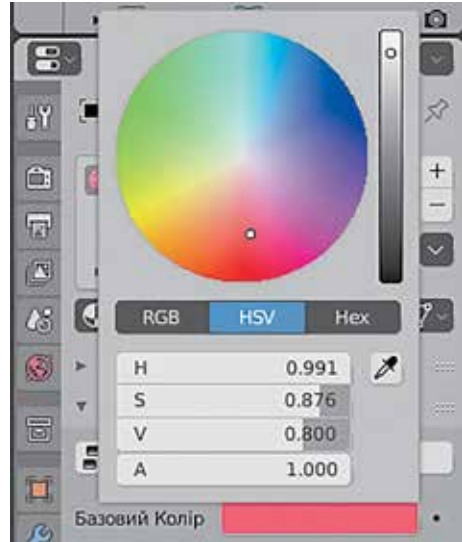 RGB HSV Hex
H 0.991
S 0.876
V 0.800
A 1.000
Базовий Колір